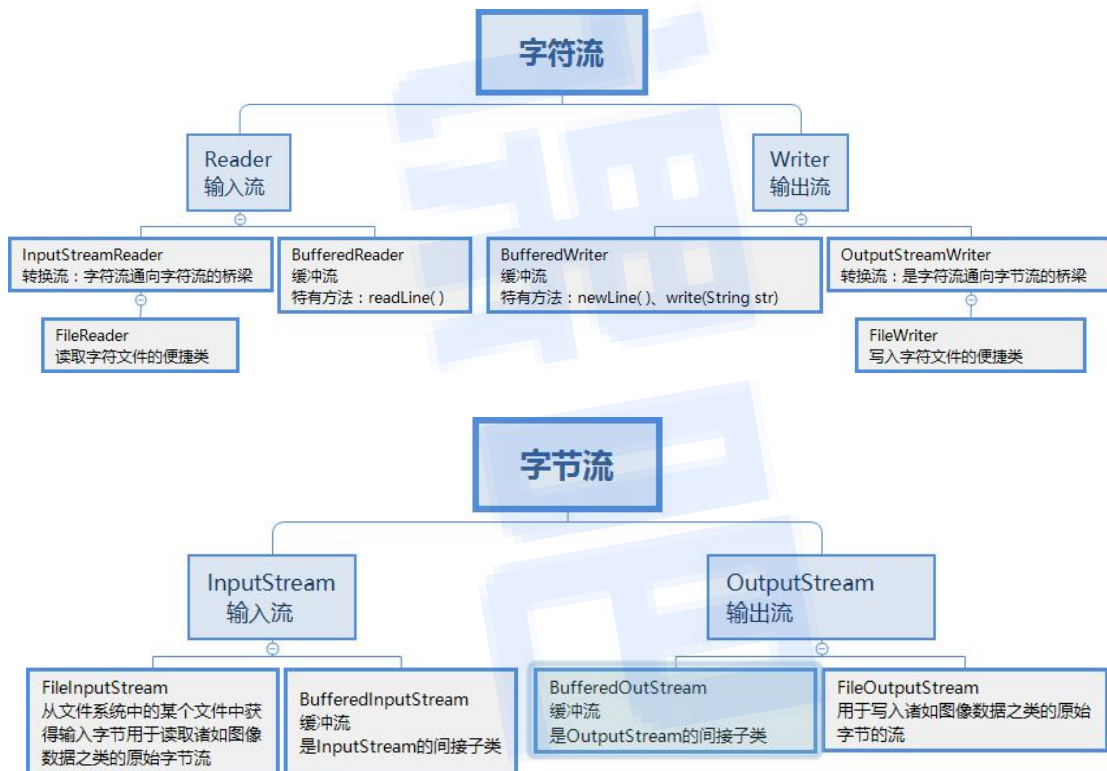 字符流
Reader
输入流
Writer
输出流
InputStreamReader
转换流：字符流通向字符流的桥梁
BufferedReader
缓冲流
特有方法：readLine( )
BufferedWriter
缓冲流
特有方法：newLine( )、write(String str)
OutputStreamWriter
转换流：是字符流通向字节流的桥梁
FileReader
读取字符文件的便捷类
FileWriter
写入字符文件的便捷类
字节流
InputStream
输入流
OutputStream
输出流
FileInputStream
从文件系统中的某个文件中获
得输入字节用于读取诸如图像
数据之类的原始字节流
BufferedInputStream
缓冲流
是InputStream的间接子类
BufferedOutStream
缓冲流
是OutputStream的间接子类
FileOutputStream
用于写入诸如图像数据之类的原始
字节的流